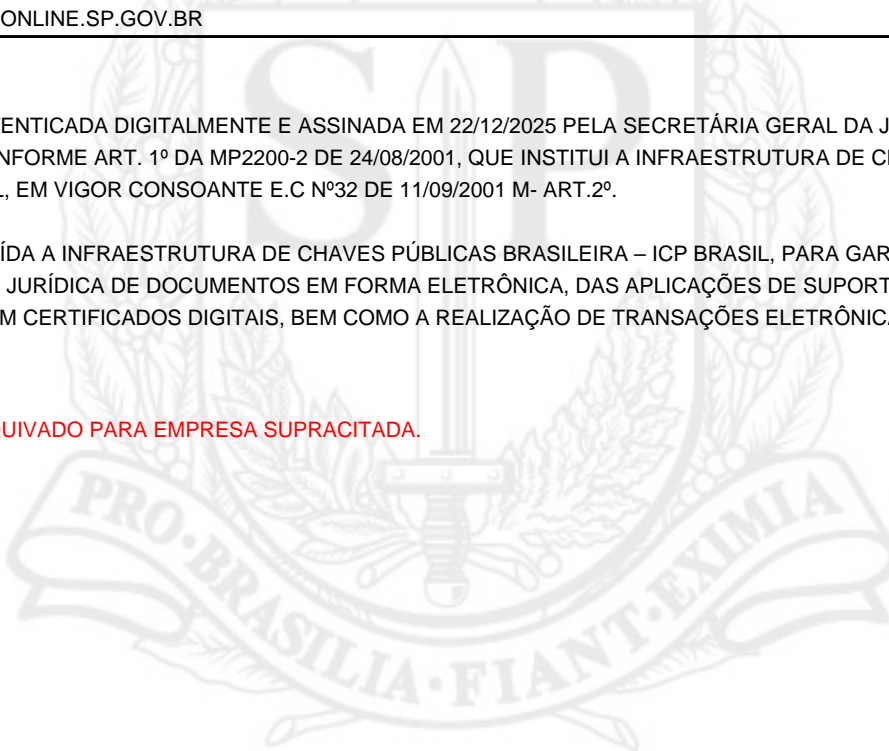 ONLINE.SP.GOV.BR
TENTICADA DIGITALMENTE E ASSINADA EM 22/12/2025 PELA SECRETÁRIA GERAL DA J
NFORME ART. 1º DA MP2200-2 DE 24/08/2001, QUE INSTITUI A INFRAESTRUTURA DE C
L, EM VIGOR CONSOANTE E.C Nº32 DE 11/09/2001 M- ART.2º.
ÍDA A INFRAESTRUTURA DE CHAVES PÚBLICAS BRASILEIRA – ICP BRASIL, PARA GAR
JURÍDICA DE DOCUMENTOS EM FORMA ELETRÔNICA, DAS APLICAÇÕES DE SUPORT
M CERTIFICADOS DIGITAIS, BEM COMO A REALIZAÇÃO DE TRANSAÇÕES ELETRÔNICA
QUIVADO PARA EMPRESA SUPRACITADA.
SP
PRO·BRASILIA·FIANT·EXIMIA